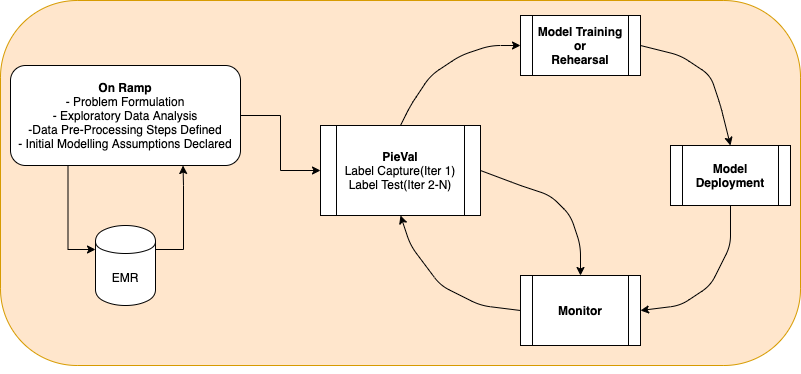 On Ramp
- Problem Formulation
- Exploratory Data Analysis
-Data Pre-Processing Steps Defined
- Initial Modelling Assumptions Declared
EMR
PieVal
Label Capture(Iter 1)
Label Test(Iter 2-N)
Model Training
or
Rehearsal
Model
Deployment
Monitor